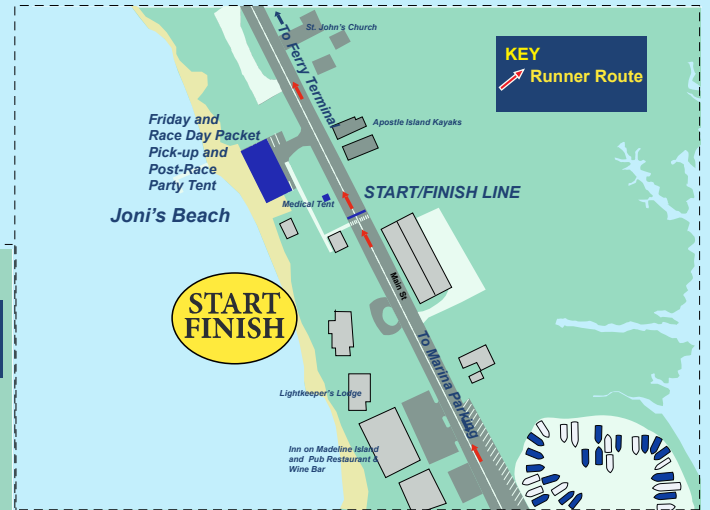 St. John's Church
To Ferry Terminal
KEY
Runner Route
Friday and
Race Day Packet
Pick-up and
Post-Race
Party Tent
Apostle Island Kayaks
START/FINISH LINE
Medical Tent
Joni's Beach
Main St
START
FINISH
To Marina Parking
Lightkeeper's Lodge
Inn on Madeline Island
and Pub Restaurant &
Wine Bar